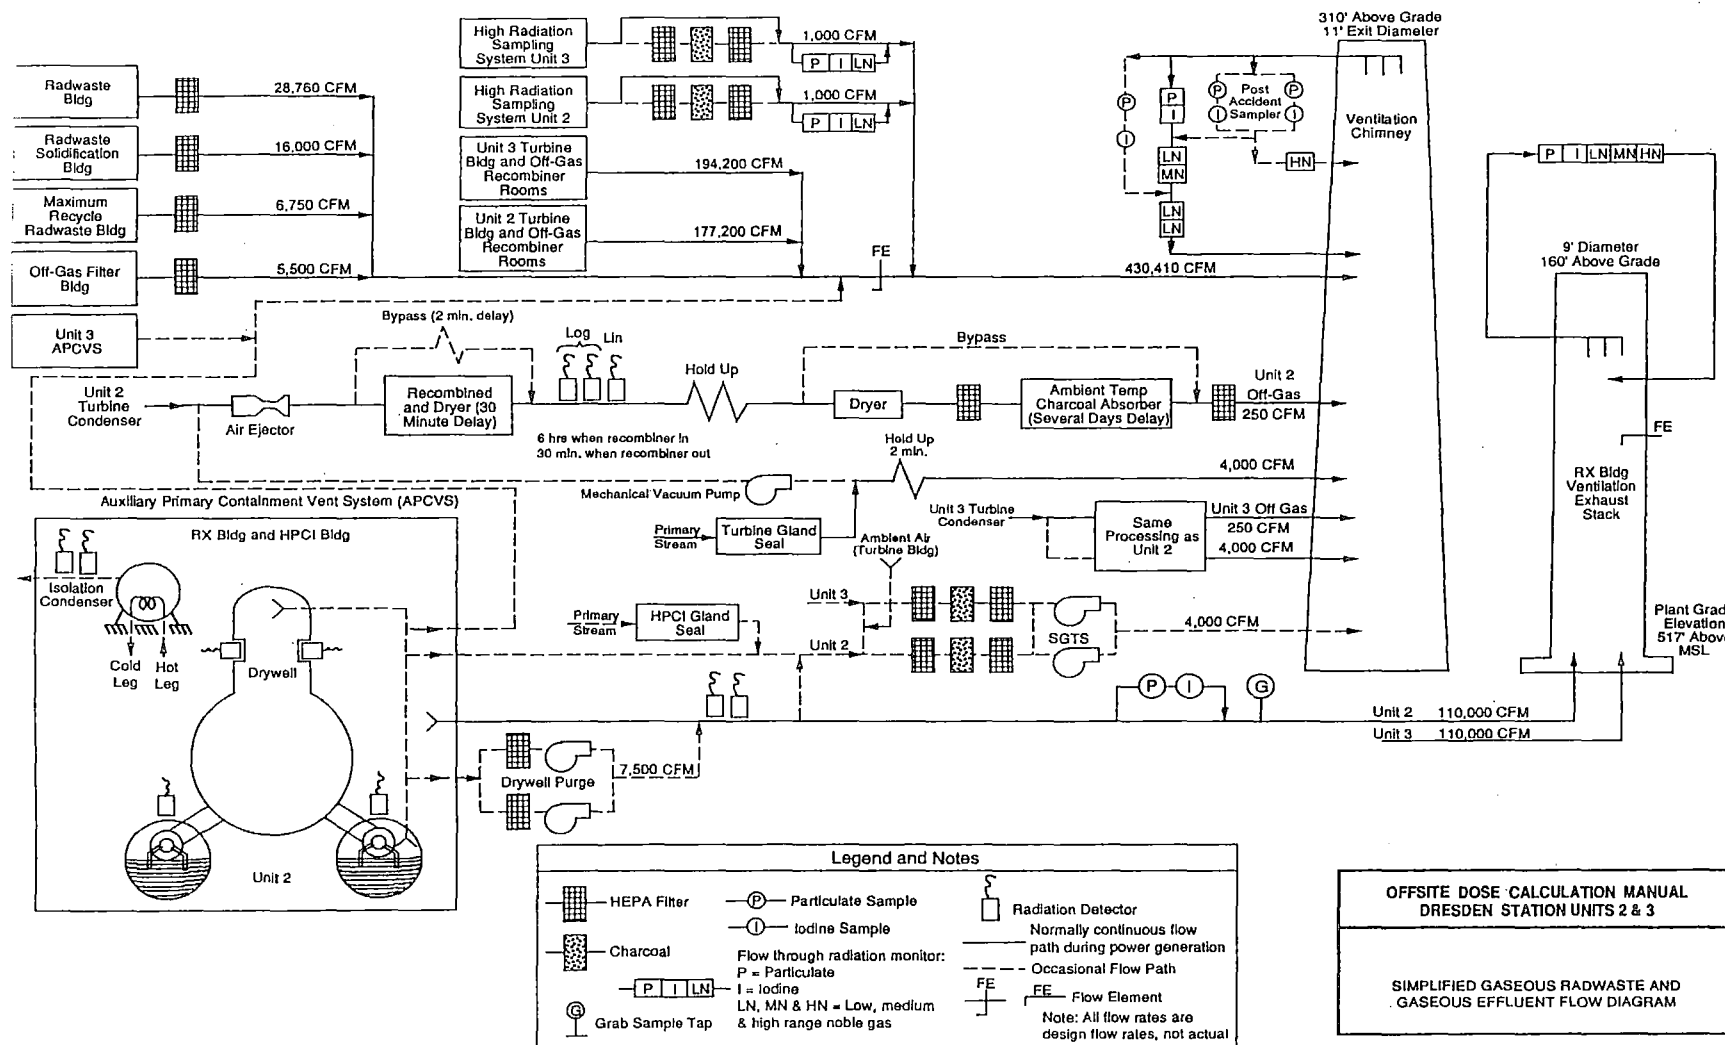 310' Above Grade
11' Exit Diameter
High Radiation
Sampling
System Unit 3
1,000 CFM
P I LN
High Radiation
Sampling
System Unit 2
1,000 CFM
P I LN
Radwaste
Bldg
28,760 CFM
Radwaste
Solidification
Bldg
16,000 CFM
Maximum
Recycle
Radwaste Bldg
6,750 CFM
Off-Gas Filter
Bldg
5,500 CFM
Unit 3
APCVS
Unit 3 Turbine
Bldg and Off-Gas
Recombiner
Rooms
194,200 CFM
Unit 2 Turbine
Bldg and Off-Gas
Recombiner
Rooms
177,200 CFM
FE
430,410 CFM
P
I
P
I
LN
MN
LN
LN
P
I
Post
Accident
Sampler
P
I
HN
Ventilation
Chimney
P I LN MN HN
9' Diameter
160' Above Grade
FE
RX Bldg
Ventilation
Exhaust
Stack
Plant Grad
Elevation
517' Above
MSL
Bypass (2 min. delay)
Log
Lin
Bypass
Unit 2
Turbine
Condenser
Air Ejector
Recombined
and Dryer (30
Minute Delay)
Hold Up
Dryer
Ambient Temp
Charcoal Absorber
(Several Days Delay)
Unit 2
Off-Gas
250 CFM
6 hrs when recombiner in
30 min. when recombiner out
Hold Up
2 min.
Mechanical Vacuum Pump
4,000 CFM
Primary
Stream
Turbine Gland
Seal
Unit 3 Turbine
Condenser
Same
Processing as
Unit 2
Unit 3 Off Gas
250 CFM
4,000 CFM
Ambient Air
(Turbine Bldg)
Auxiliary Primary Containment Vent System (APCVS)
RX Bldg and HPCI Bldg
Isolation
Condenser
Cold
Leg
Hot
Leg
Drywell
Unit 2
Primary
Stream
HPCI Gland
Seal
Unit 3
Unit 2
SGTS
4,000 CFM
P
I
G
Unit 2 110,000 CFM
Unit 3 110,000 CFM
Drywell Purge
7,500 CFM
Legend and Notes
HEPA Filter
Charcoal
P I LN
G
Grab Sample Tap
P
Particulate Sample
I
Iodine Sample
Flow through radiation monitor:
P = Particulate
I = Iodine
LN, MN & HN = Low, medium
& high range noble gas
Radiation Detector
Normally continuous flow
path during power generation
Occasional Flow Path
FE
FE
Flow Element
Note: All flow rates are
design flow rates, not actual
OFFSITE DOSE CALCULATION MANUAL
DRESDEN STATION UNITS 2 & 3
SIMPLIFIED GASEOUS RADWASTE AND
GASEOUS EFFLUENT FLOW DIAGRAM